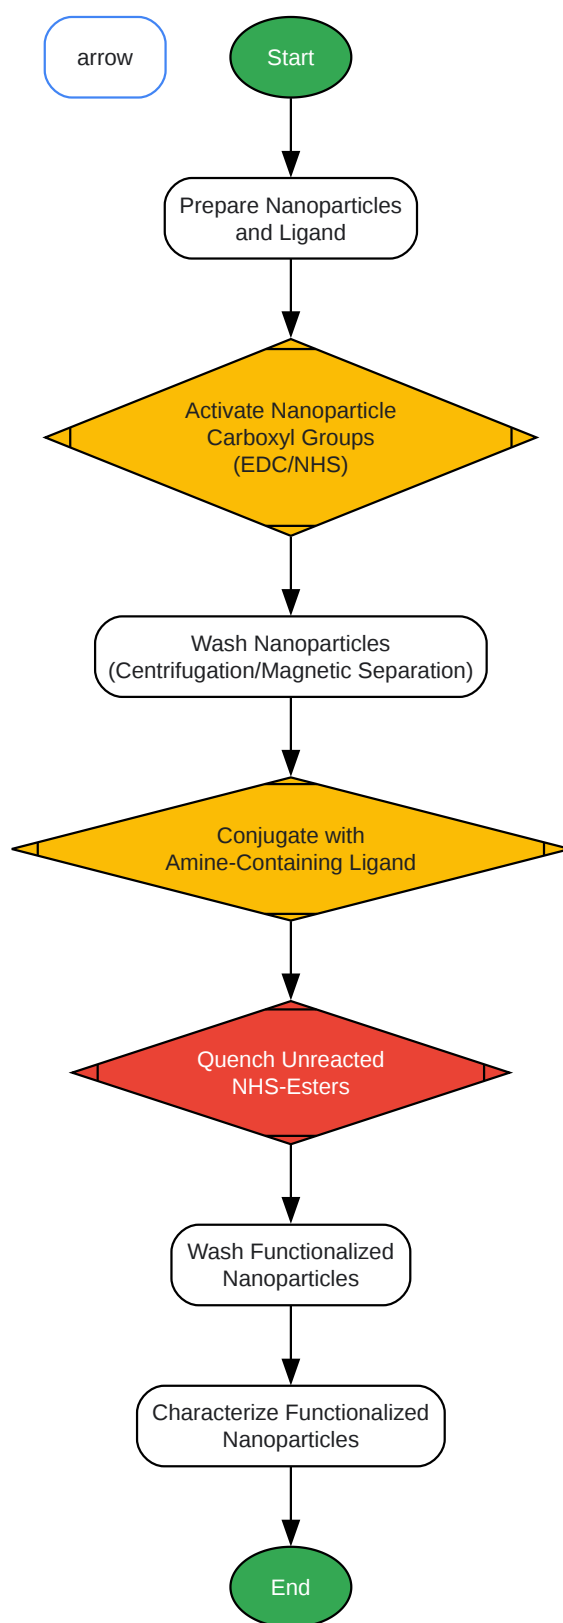 arrow
Start
Prepare Nanoparticles
and Ligand
Activate Nanoparticle
Carboxyl Groups
(EDC/NHS)
Wash Nanoparticles
(Centrifugation/Magnetic Separation)
Conjugate with
Amine-Containing Ligand
Quench Unreacted
NHS-Esters
Wash Functionalized
Nanoparticles
Characterize Functionalized
Nanoparticles
End